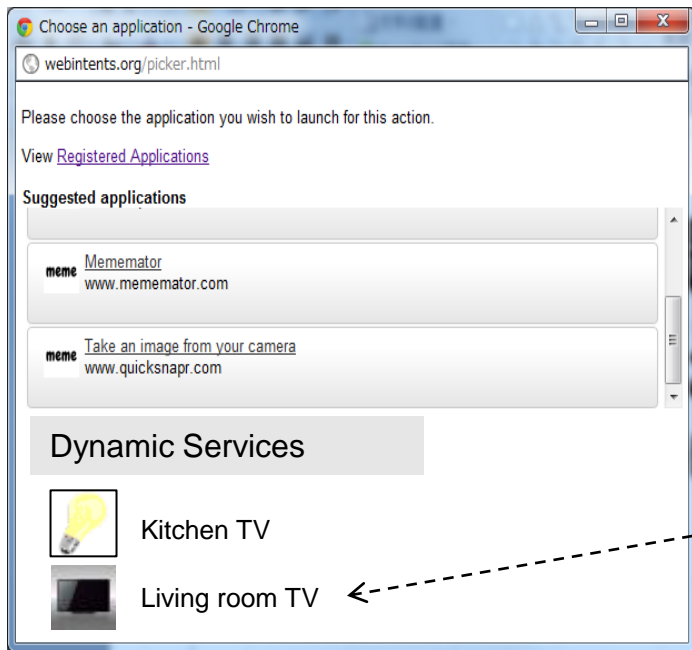 Choose an application - Google Chrome
webintents.org/picker.html
Please choose the application you wish to launch for this action.
View Registered Applications
Suggested applications
meme Mememator
www.mememator.com
meme Take an image from your camera
www.quicksnapr.com
Dynamic Services
Kitchen TV
Living room TV